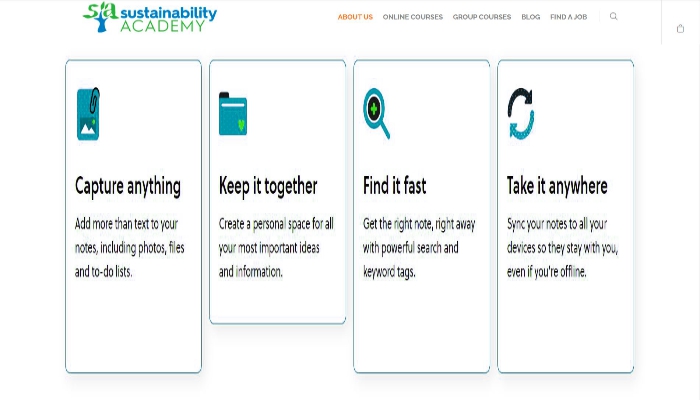 sa sustainability
ACADEMY
ABOUT US ONLINE COURSES GROUP COURSES BLOG FIND A JOB
Capture anything
Add more than text to your
notes, including photos, files
and to-do lists.
Keep it together
Create a personal space for all
your most important ideas
and information.
Find it fast
Get the right note, right away
with powerful search and
keyword tags.
Take it anywhere
Sync your notes to all your
devices so they stay with you,
even if you're offline.